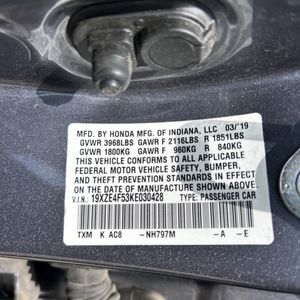 MFD. BY HONDA MFG. OF INDIANA, LLC 03/'19
GVWR 3968LBS GAWR F 2116LBS R 1851LBS
GVWR 1800KG GAWR F 960KG R 840KG
THIS VEHICLE CONFORMS TO ALL APPLICABLE
FEDERAL MOTOR VEHICLE SAFETY, BUMPER,
AND THEFT PREVENTION STANDARDS IN EFFECT
ON THE DATE OF MANUFACTURE SHOWN ABOVE.
V.I.N.: 19XZE4F53KE030428 TYPE: PASSENGER CAR
TXM K AC8 -NH797M -A -E